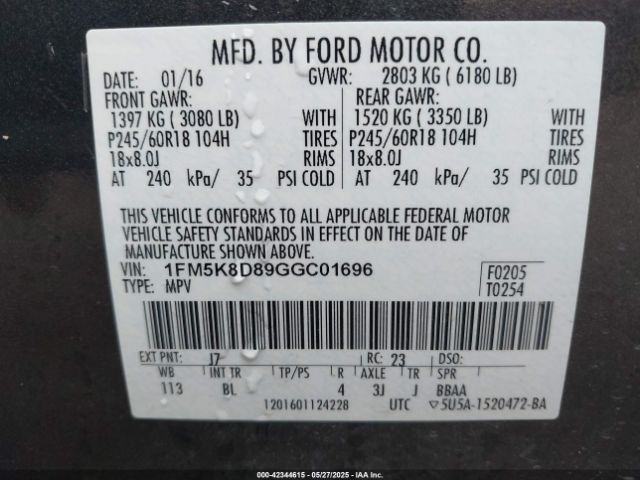 MFD. BY FORD MOTOR CO.
DATE: 01/16 GVWR: 2803 KG ( 6180 LB)
FRONT GAWR: REAR GAWR:
1397 KG ( 3080 LB) WITH 1520 KG ( 3350 LB) WITH
P245/60R18 104H TIRES P245/60R18 104H TIRES
18x8.0J RIMS 18x8.0J RIMS
AT 240 kPa/ 35 PSI COLD AT 240 kPa/ 35 PSI COLD
THIS VEHICLE CONFORMS TO ALL APPLICABLE FEDERAL MOTOR
VEHICLE SAFETY STANDARDS IN EFFECT ON THE DATE OF
MANUFACTURE SHOWN ABOVE.
VIN: 1FM5K8D89GGC01696 F0205
TYPE: MPV T0254
EXT PNT: J7 RC: 23 DSO:
WB INT TR TP/PS R AXLE TR SPR
113 BL 4 3J J BBAA
1201601124228 UTC ▽5U5A-1520472-BA
00-42344615 - 05/27/2025 - IAAI